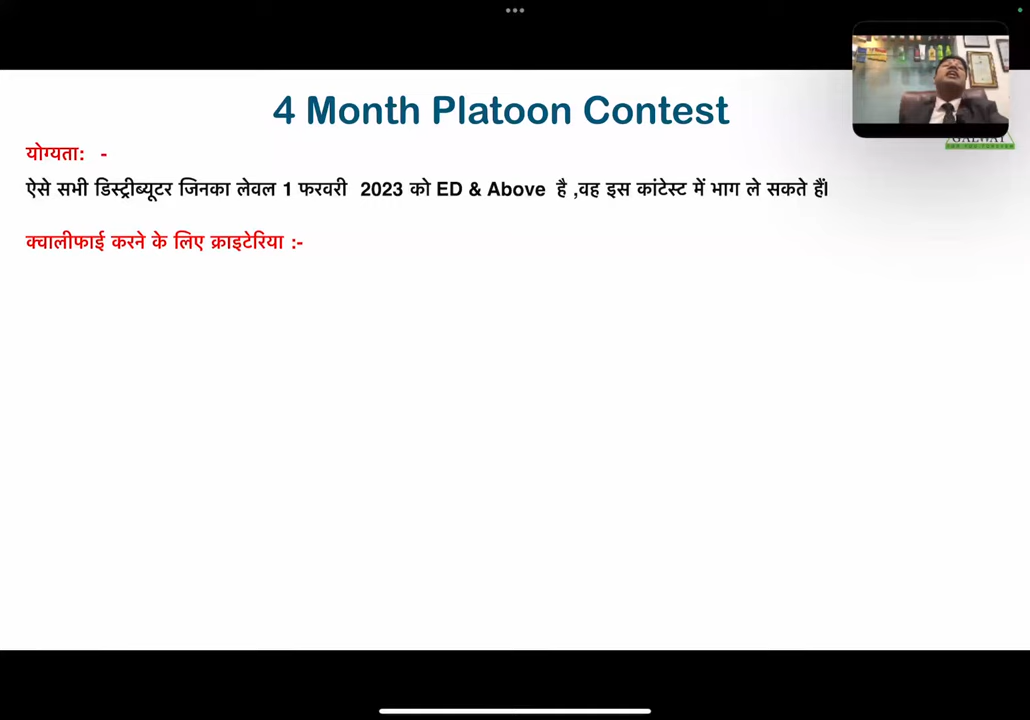 4 Month Platoon Contest
योग्यता: -
ऐसे सभी डिस्ट्रीब्यूटर जिनका लेवल 1 फरवरी 2023 को ED & Above है ,वह इस कांटेस्ट में भाग ले सकते हैं।
क्वालीफाई करने के लिए क्राइटेरिया :-